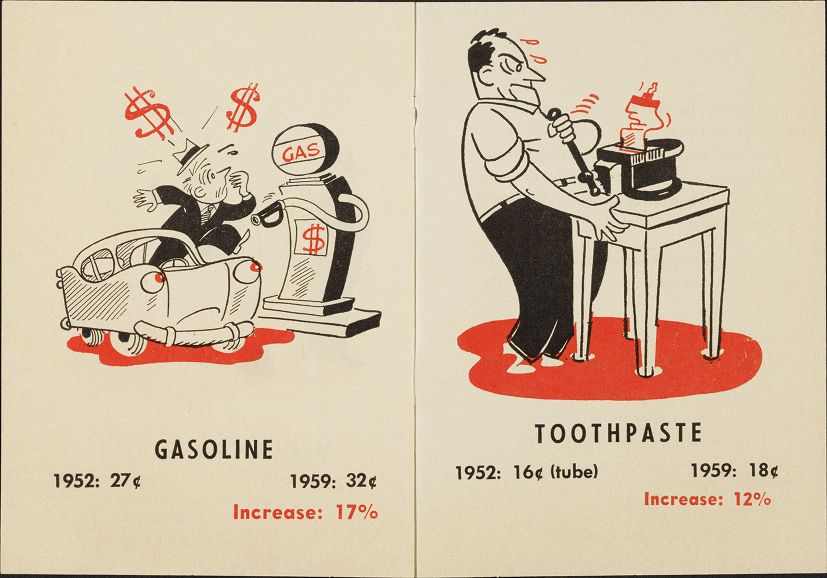 $ $
GAS
$
GASOLINE
1952: 27¢ 1959: 32¢
Increase: 17%
TOOTHPASTE
1952: 16¢ (tube) 1959: 18¢
Increase: 12%